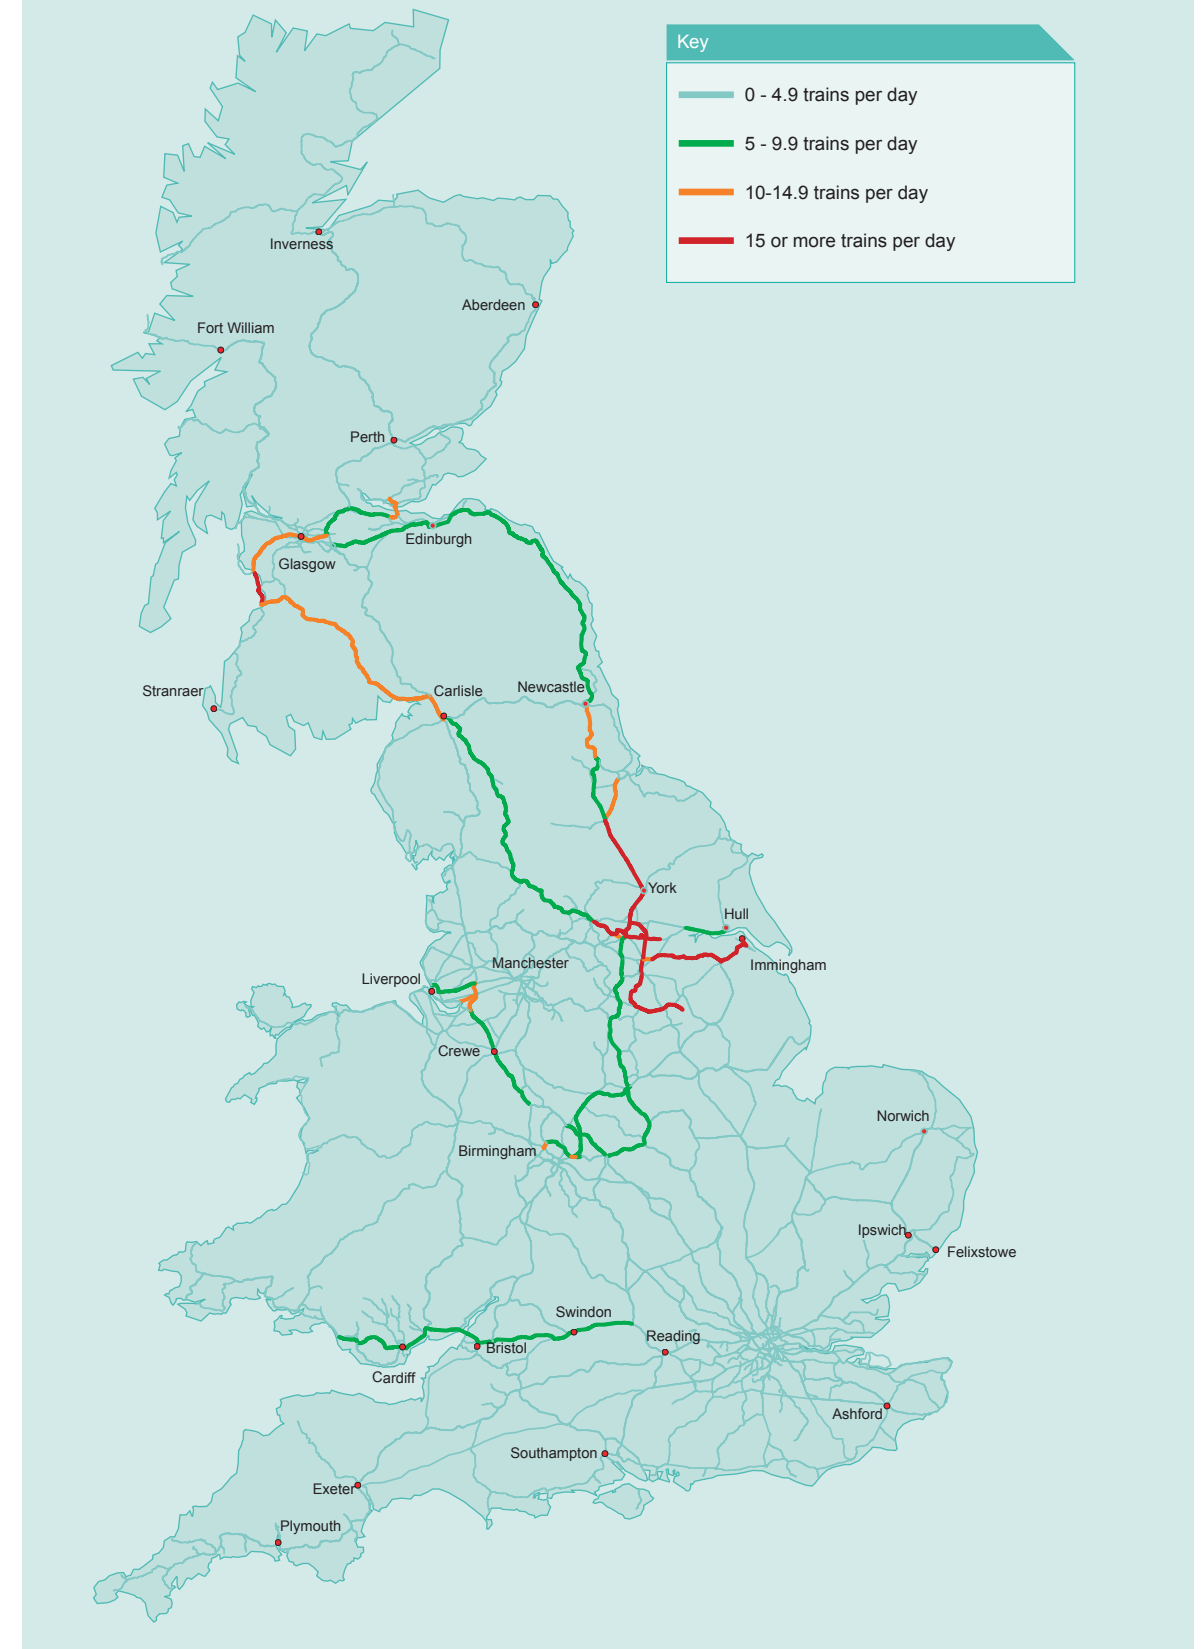 Key
0 - 4.9 trains per day
5 - 9.9 trains per day
10-14.9 trains per day
15 or more trains per day
Inverness
Aberdeen
Fort William
Perth
Edinburgh
Glasgow
Stranraer
Carlisle
Newcastle
York
Hull
Immingham
Manchester
Liverpool
Crewe
Norwich
Birmingham
Ipswich
Felixstowe
Swindon
Reading
Bristol
Cardiff
Ashford
Southampton
Exeter
Plymouth